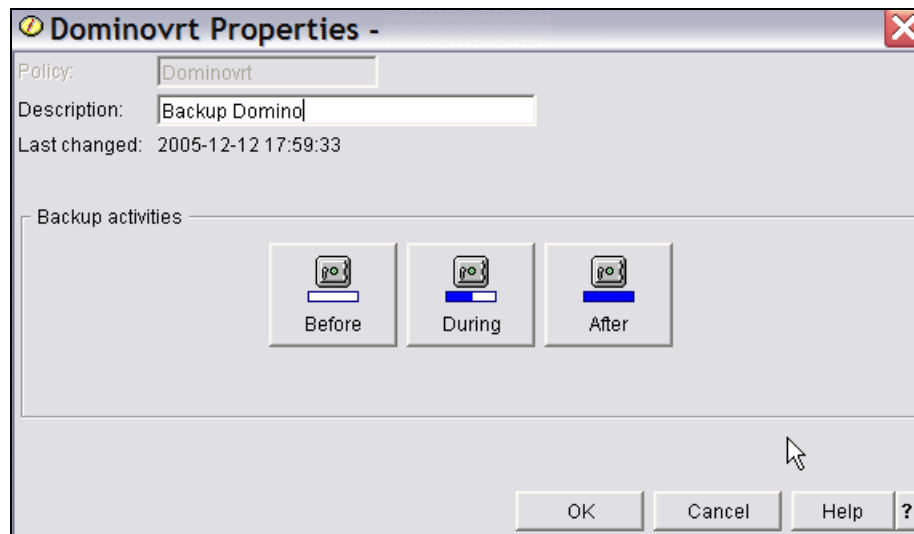 Dominovrt Properties -
Policy: Dominovrt
Description: Backup Domino
Last changed: 2005-12-12 17:59:33
Backup activities
Before During After
OK Cancel Help ?